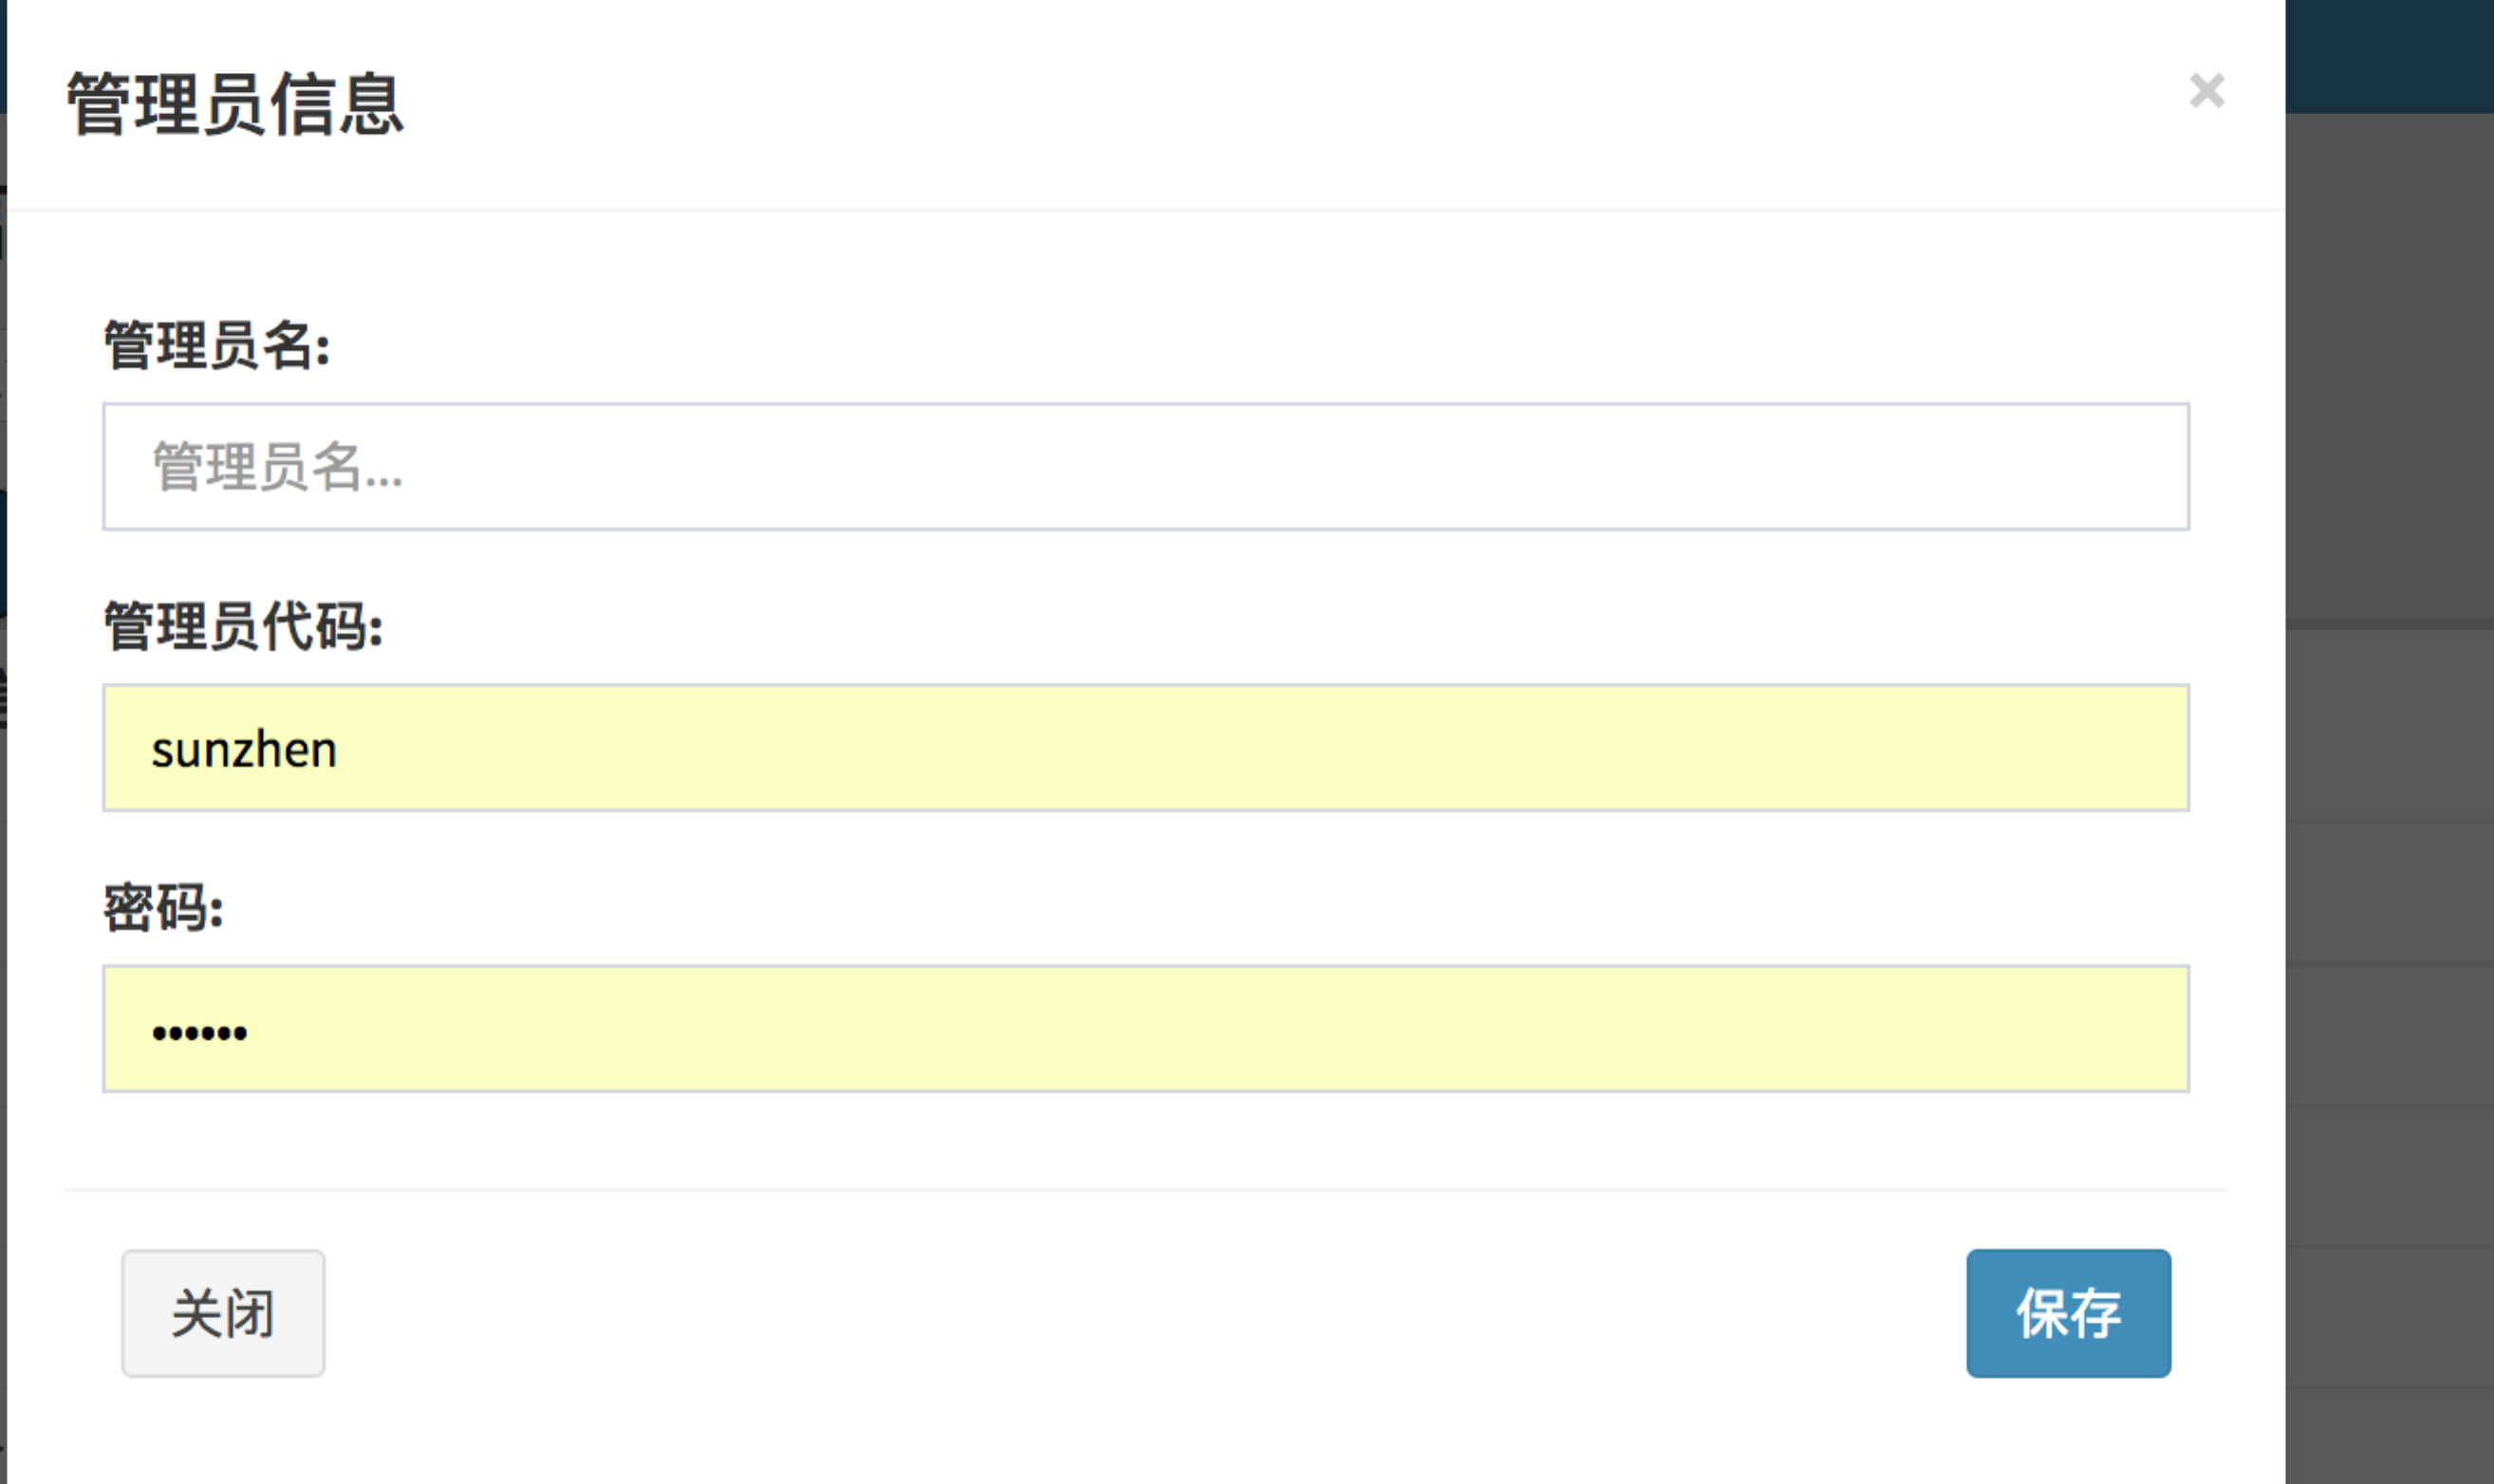 管理员信息
×
管理员名:
管理员名...
管理员代码:
sunzhen
密码:
••••••
关闭
保存